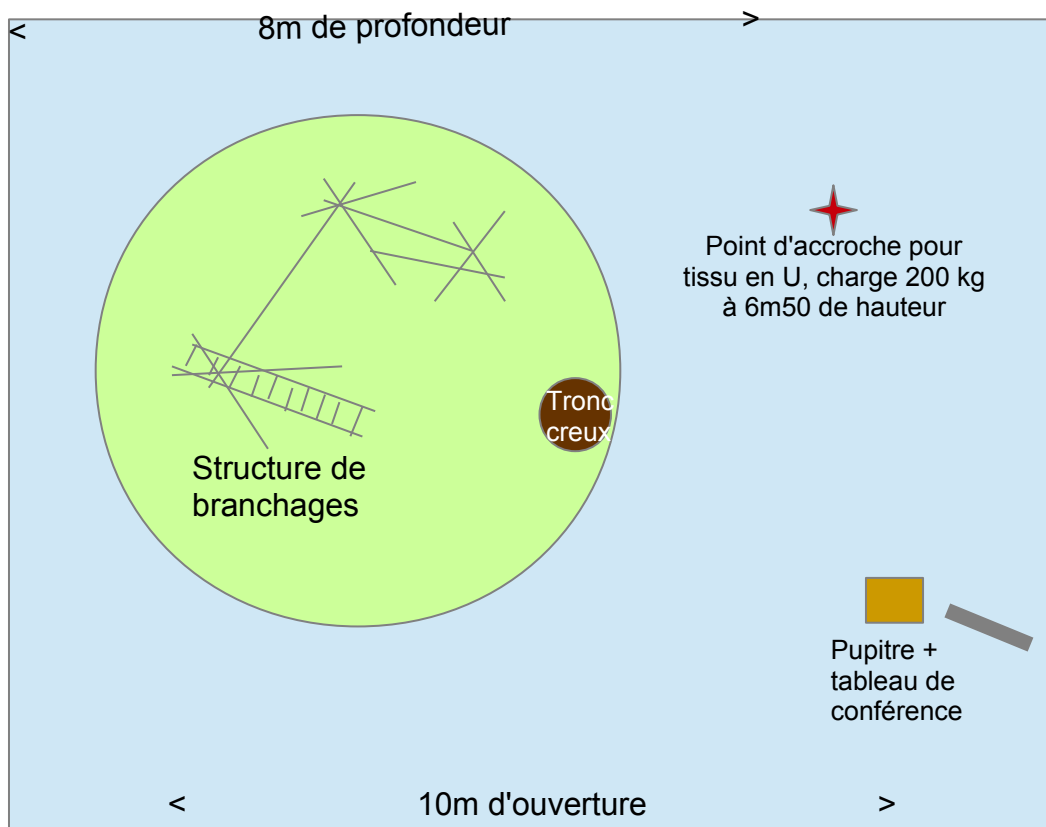 < 8m de profondeur >
Point d'accroche pour
tissu en U, charge 200 kg
à 6m50 de hauteur
Tronc
creux
Structure de
branchages
Pupitre +
tableau de
conférence
< 10m d'ouverture >